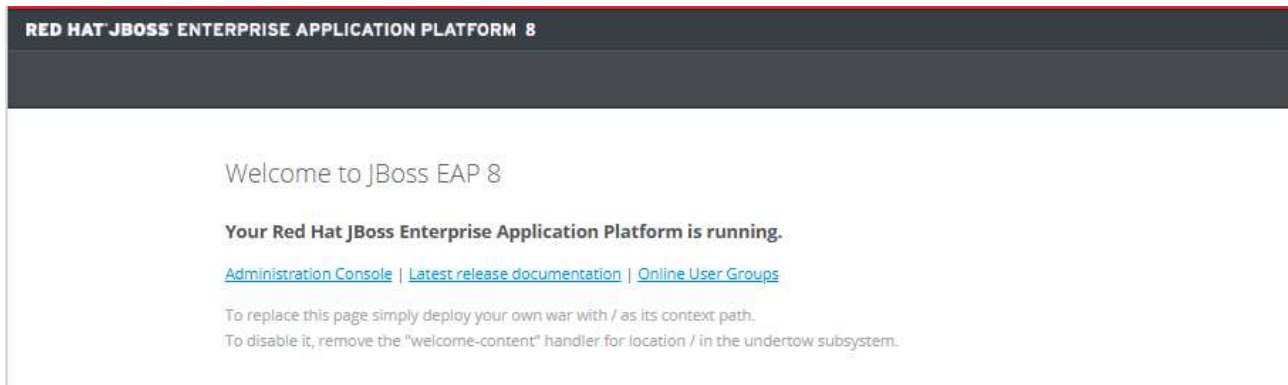 RED HAT® JBOSS® ENTERPRISE APPLICATION PLATFORM 8
Welcome to JBoss EAP 8
Your Red Hat JBoss Enterprise Application Platform is running.
Administration Console | Latest release documentation | Online User Groups
To replace this page simply deploy your own war with / as its context path.
To disable it, remove the "welcome-content" handler for location / in the undertow subsystem.